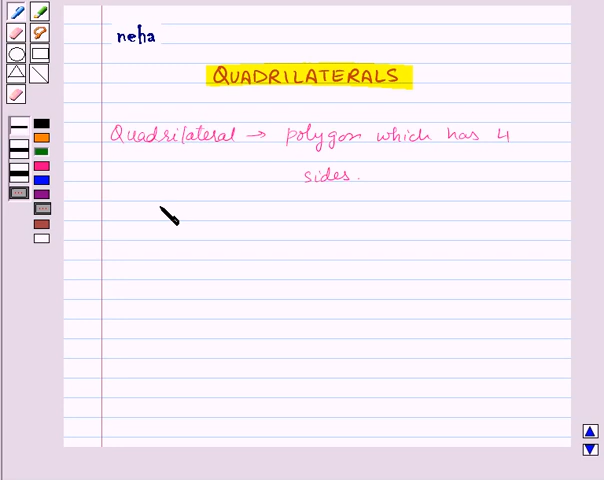 neha
QUADRILATERALS
Quadrilateral → polygon which has 4
sides.